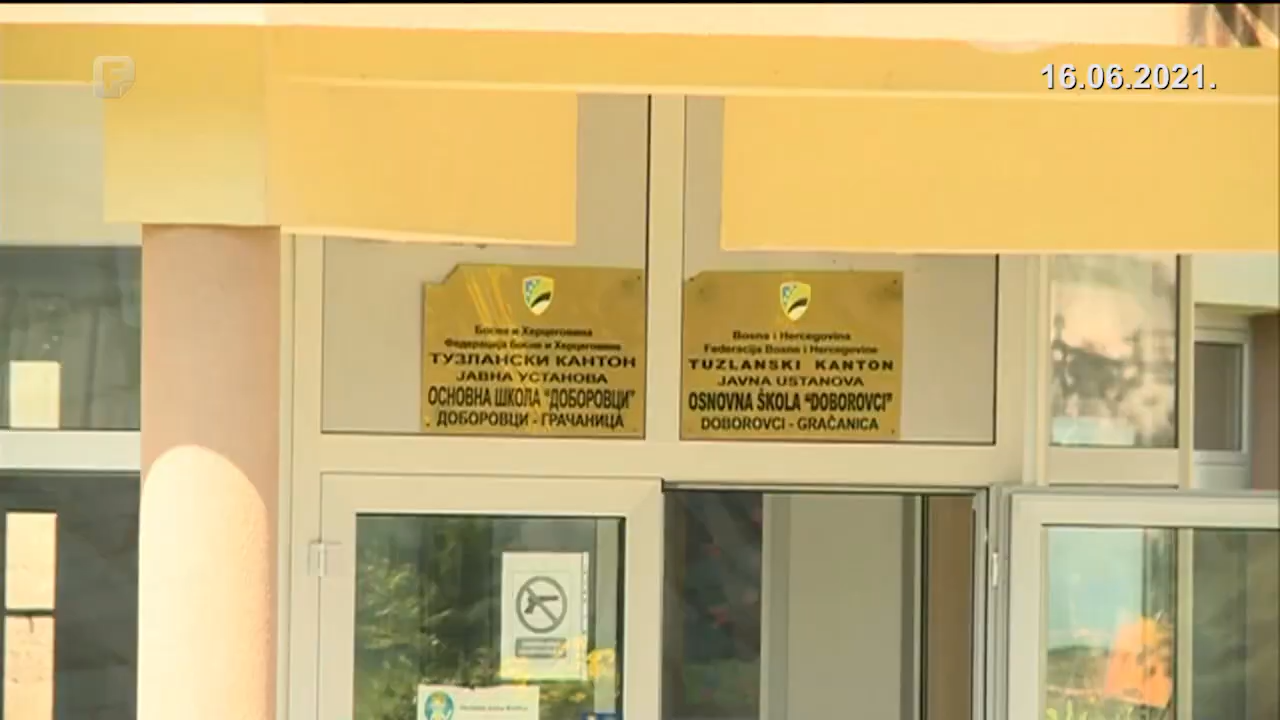 16.06.2021.
Босна и Херцеговина
Федерација Босне и Херцеговине
ТУЗЛАНСКИ КАНТОН
ЈАВНА УСТАНОВА
ОСНОВНА ШКОЛА "ДОБОРОВЦИ"
ДОБОРОВЦИ - ГРАЧАНИЦА
Bosna i Hercegovina
Federacija Bosne i Hercegovine
TUZLANSKI KANTON
JAVNA USTANOVA
OSNOVNA ŠKOLA "DOBOROVCI"
DOBOROVCI - GRAČANICA